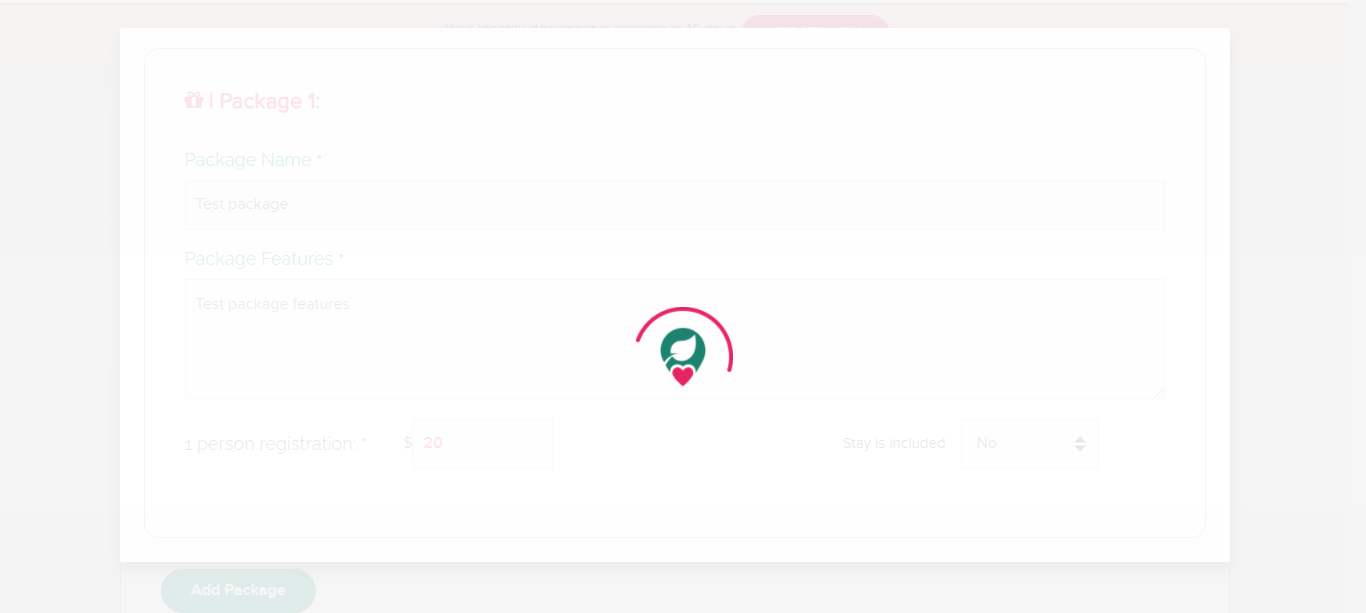 | Package 1:
Package Name *
Test package
Package Features *
Test package features
1 person registration: * $ 20 Stay is included No
Add Package